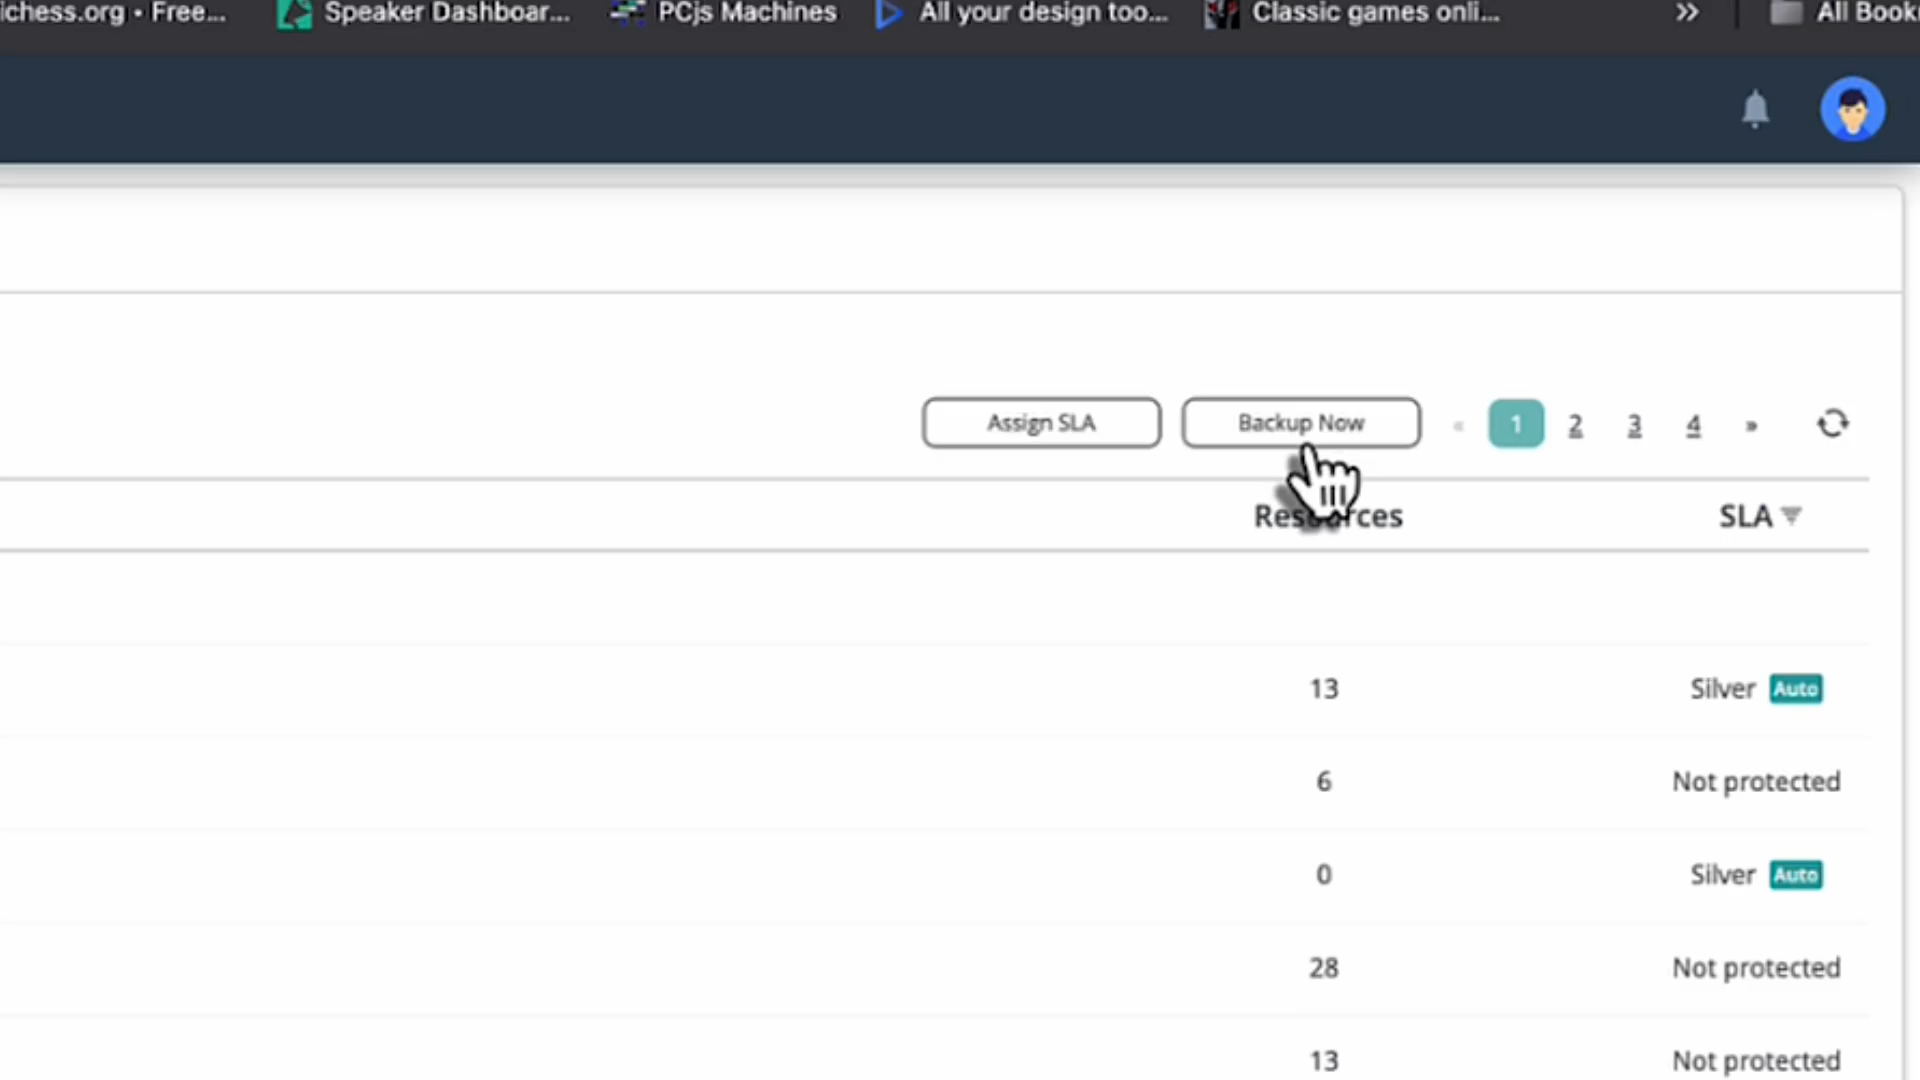 ichess.org • Free... Speaker Dashboar... PCjs Machines All your design too... Classic games onli... » All Book
Assign SLA Backup Now « 1 2 3 4 »
Resources SLA
13 Silver Auto
6 Not protected
0 Silver Auto
28 Not protected
13 Not protected